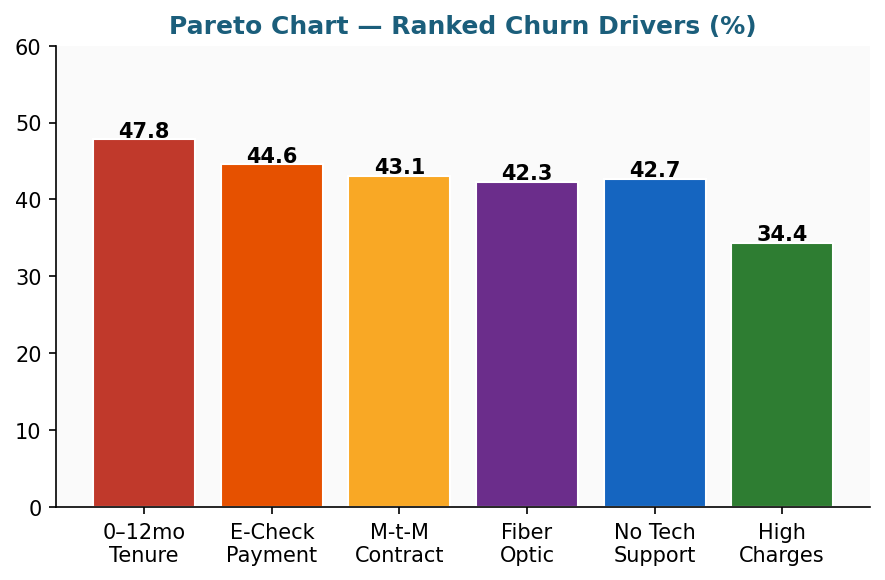 Pareto Chart — Ranked Churn Drivers (%)
60
50
40
30
20
10
0
47.8
44.6
43.1
42.3
42.7
34.4
0–12mo
Tenure
E-Check
Payment
M-t-M
Contract
Fiber
Optic
No Tech
Support
High
Charges